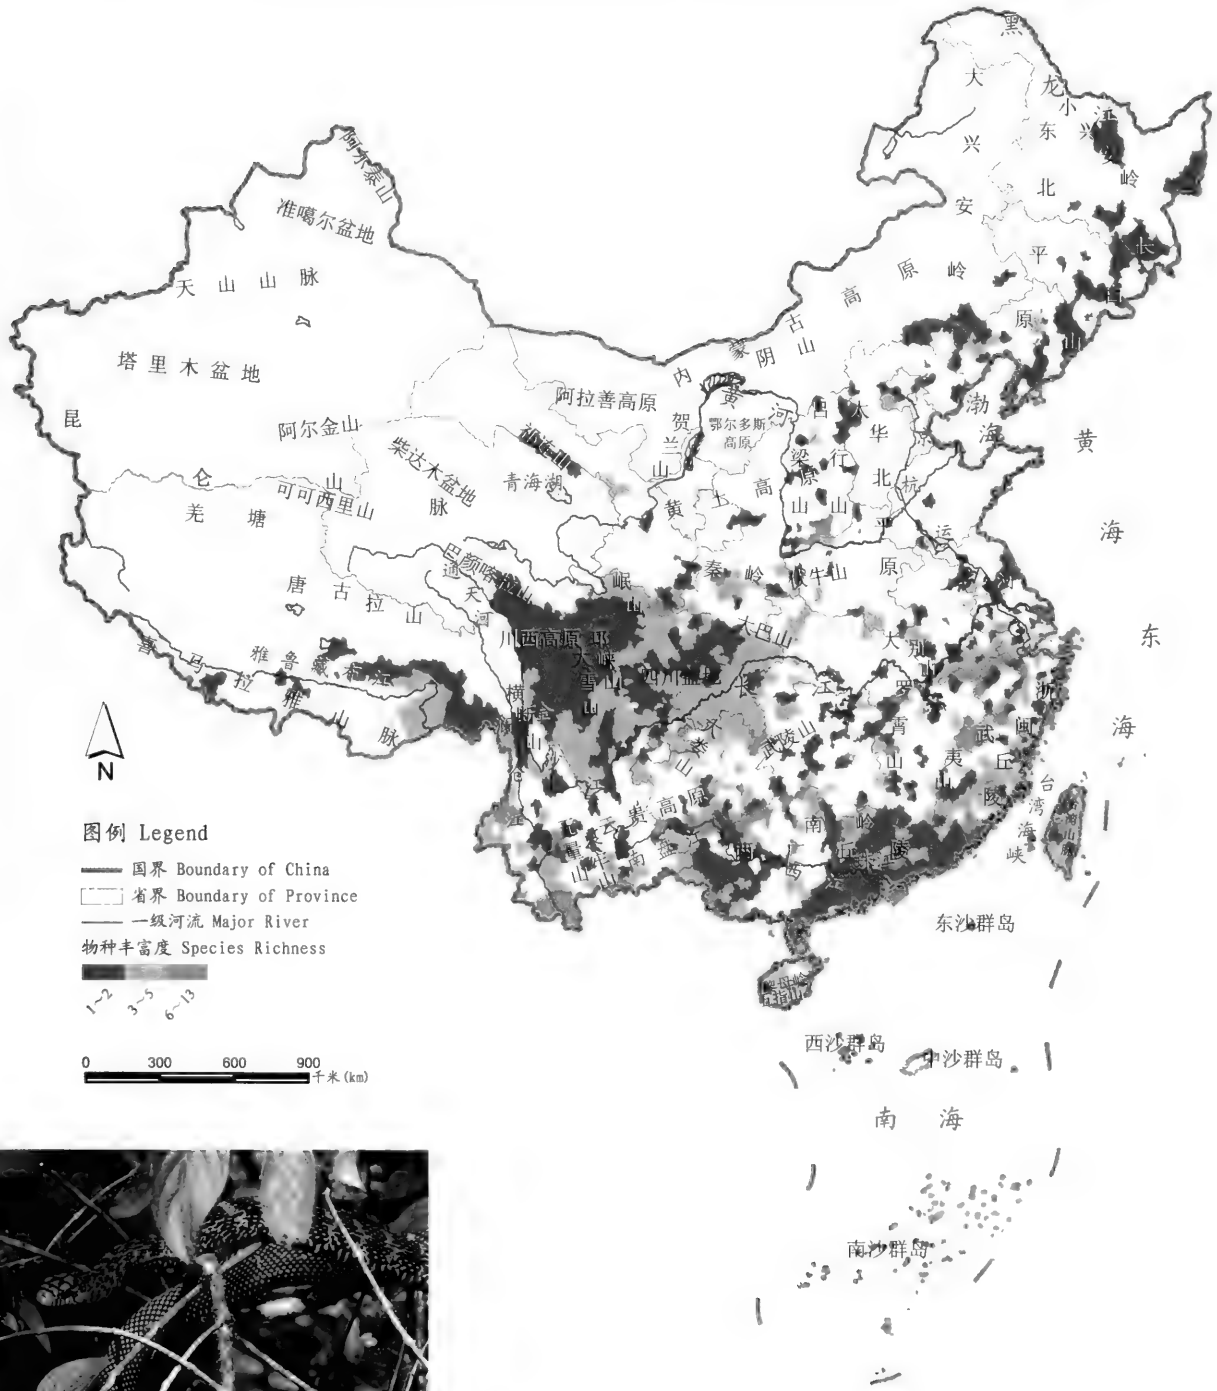 黑
龙
江
大
兴
安
岭
小
兴
安
岭
东
北
平
原
长
白
山
阿尔泰山
准噶尔盆地
天山山脉
塔里木盆地
内蒙古高原
阴山
阿拉善高原
贺兰山
黄河
鄂尔多斯
高原
吕梁山
太行山
华北平原
京杭运河
渤海
黄海
昆仑山脉
阿尔金山
祁连山
柴达木盆地
青海湖
可可西里山
羌塘
黄土高原
巴颜喀拉山
通天河
唐古拉山
岷山
秦岭
伏牛山
川西高原
邛崃山
大雪山
大巴山
大别山
四川盆地
长江
喜马拉雅山脉
雅鲁藏布江
横断山
武陵山
罗霄山
武夷山
浙闽丘陵
东海
台湾海峡
台湾山脉
云贵高原
无量山
哀牢山
南盘江
南岭
西江
广西
丘陵
N
图例 Legend
国界 Boundary of China
省界 Boundary of Province
一级河流 Major River
物种丰富度 Species Richness
1~2
3~5
6~13
0 300 600 900
千米(km)
东沙群岛
黎母岭
五指山
西沙群岛
中沙群岛
南海
南沙群岛